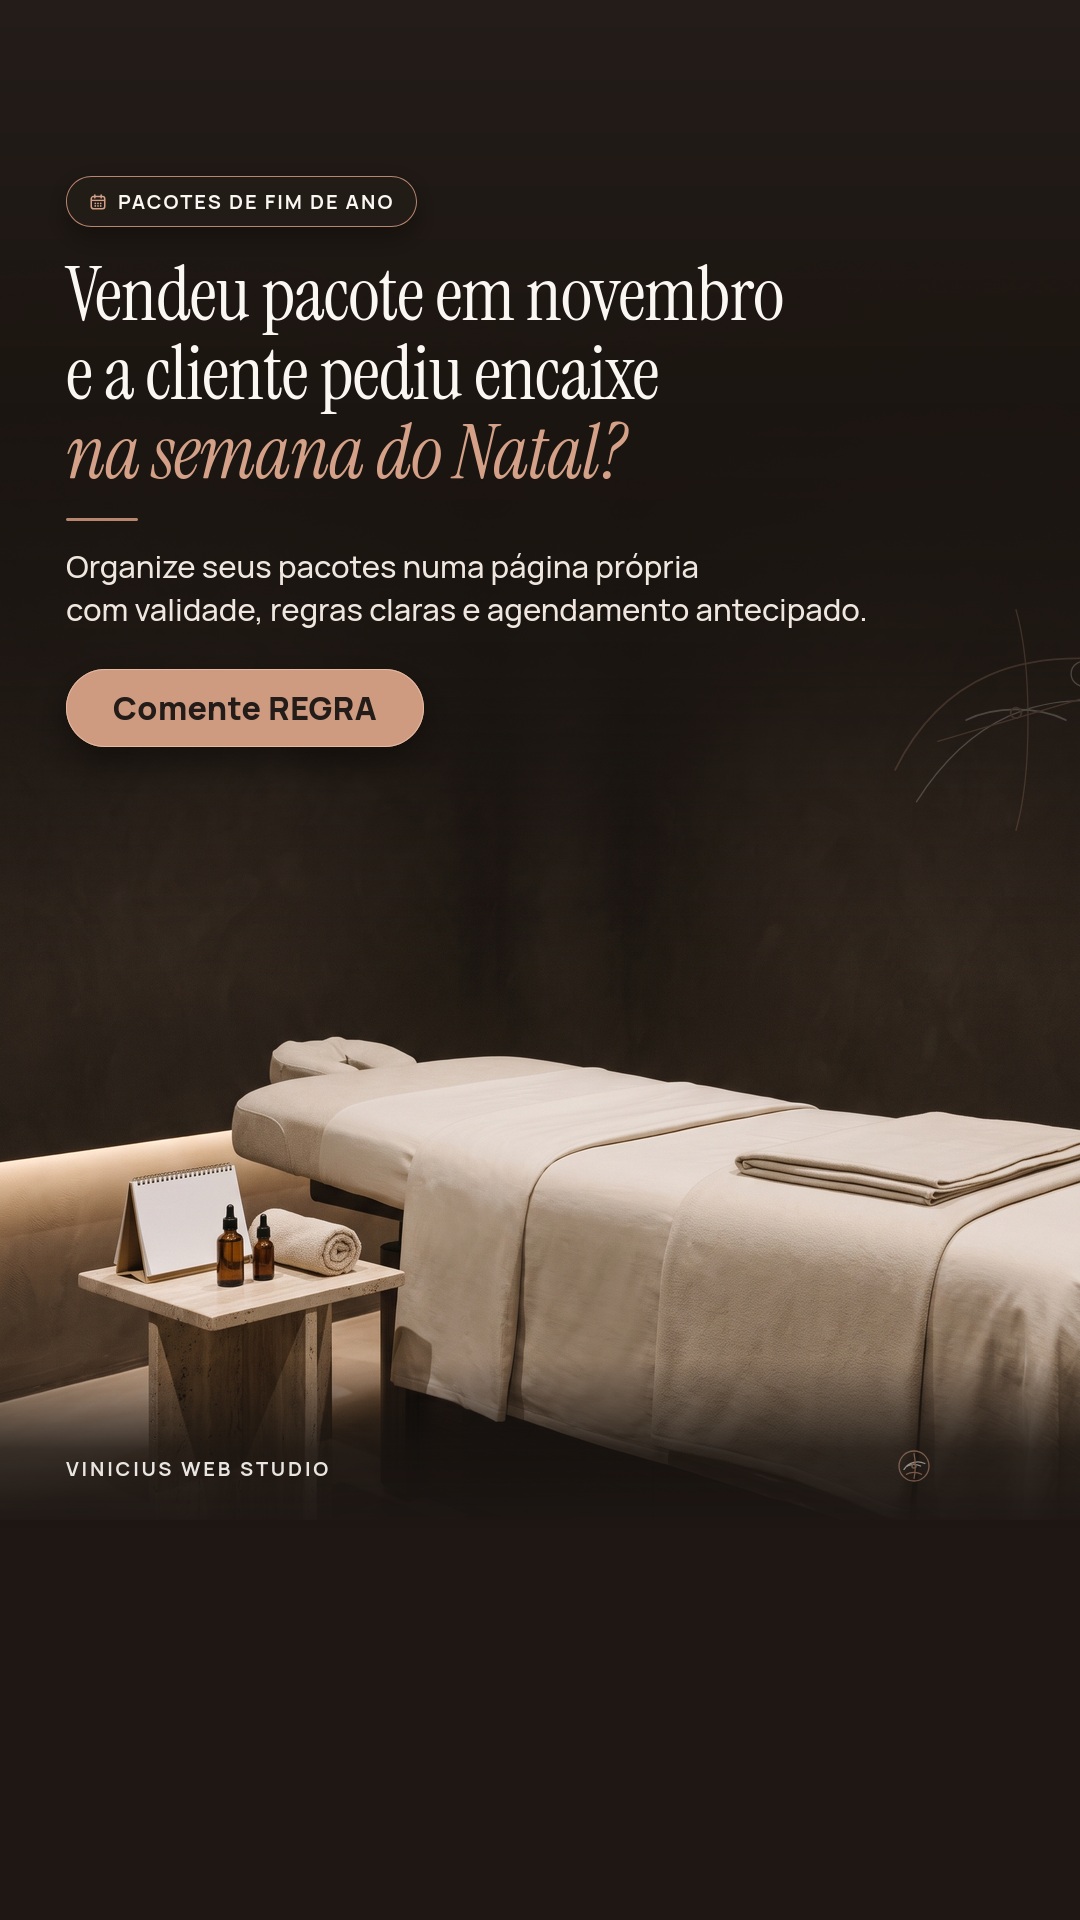 PACOTES DE FIM DE ANO
Vendeu pacote em novembro
e a cliente pediu encaixe
na semana do Natal?
Organize seus pacotes numa página própria
com validade, regras claras e agendamento antecipado.
Comente REGRA
VINICIUS WEB STUDIO